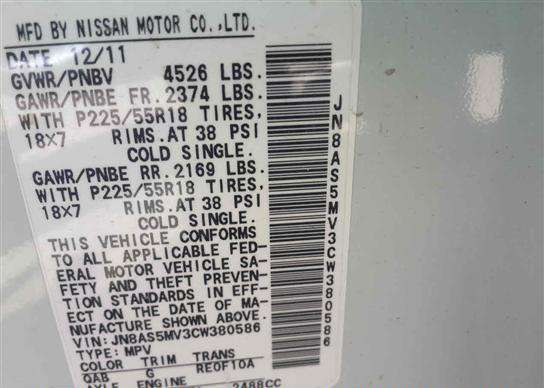 MFD BY NISSAN MOTOR CO.,LTD.
DATE 12/11
GVWR/PNBV 4526 LBS.
GAWR/PNBE FR. 2374 LBS.
WITH P225/55R18 TIRES,
18X7 RIMS. AT 38 PSI
COLD SINGLE.
GAWR/PNBE RR. 2169 LBS.
WITH P225/55R18 TIRES,
18X7 RIMS. AT 38 PSI
COLD SINGLE.
THIS VEHICLE CONFORMS
TO ALL APPLICABLE FED-
ERAL MOTOR VEHICLE SA-
FETY AND THEFT PREVEN-
TION STANDARDS IN EFF-
ECT ON THE DATE OF MA-
NUFACTURE SHOWN ABOVE.
VIN: JN8AS5MV3CW380586
TYPE: MPV
COLOR TRIM TRANS
QAB G RE0F10A
2488CC
JN8AS5MV3CW380586